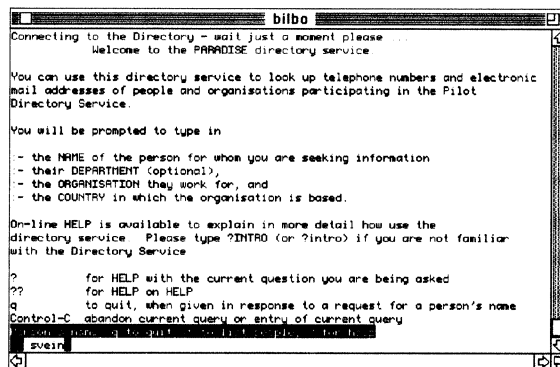 bilbo
Connecting to the Directory - wait just a moment please ...
Welcome to the PARADISE directory service
You can use this directory service to look up telephone numbers and electronic
mail addresses of people and organisations participating in the Pilot
Directory Service.
You will be prompted to type in
:- the NAME of the person for whom you are seeking information
:- their DEPARTMENT (optional),
:- the ORGANISATION they work for, and
:- the COUNTRY in which the organisation is based.
On-line HELP is available to explain in more detail how use the
directory service. Please type ?INTRO (or ?intro) if you are not familiar
with the Directory Service
? for HELP with the current question you are being asked
?? for HELP on HELP
q to quit, when given in response to a request for a person's name
Control-C abandon current query or entry of current query
name, q to quit, to list people, for
svein